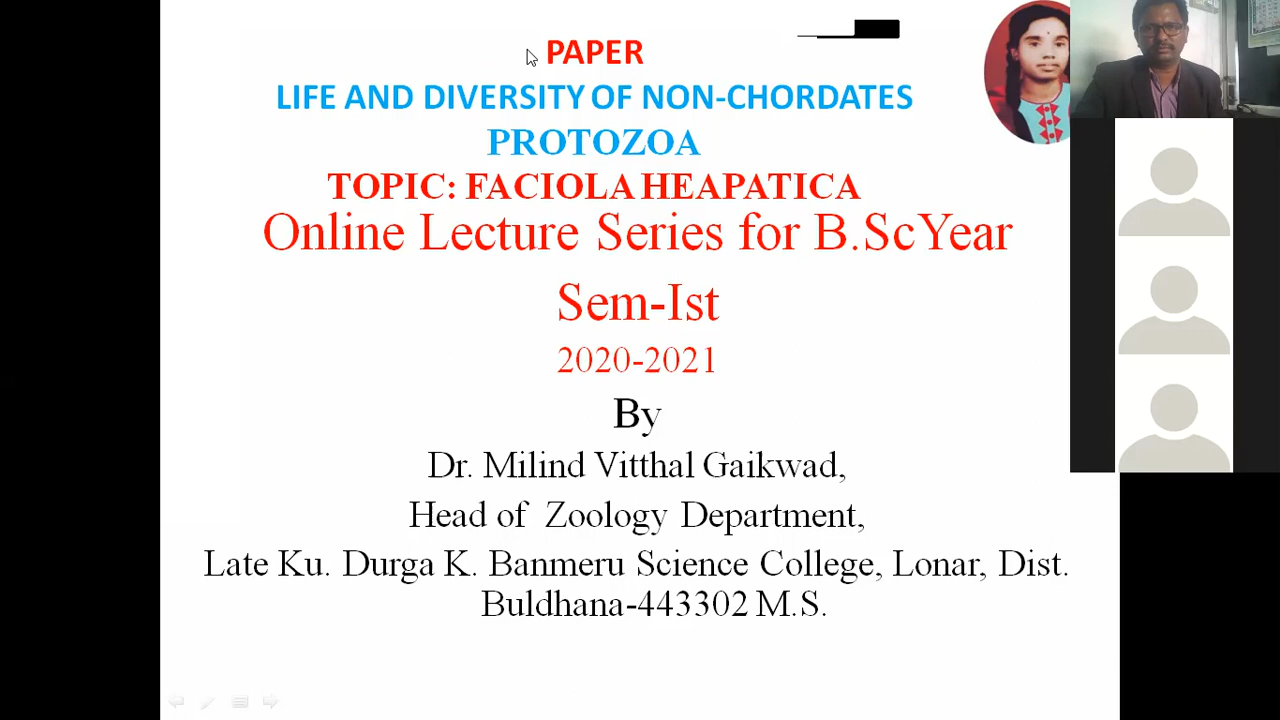 PAPER
LIFE AND DIVERSITY OF NON-CHORDATES
PROTOZOA
TOPIC: FACIOLA HEAPATICA
Online Lecture Series for B.Sc Year
Sem-Ist
2020-2021
By
Dr. Milind Vitthal Gaikwad,
Head of Zoology Department,
Late Ku. Durga K. Banmeru Science College, Lonar, Dist.
Buldhana-443302 M.S.